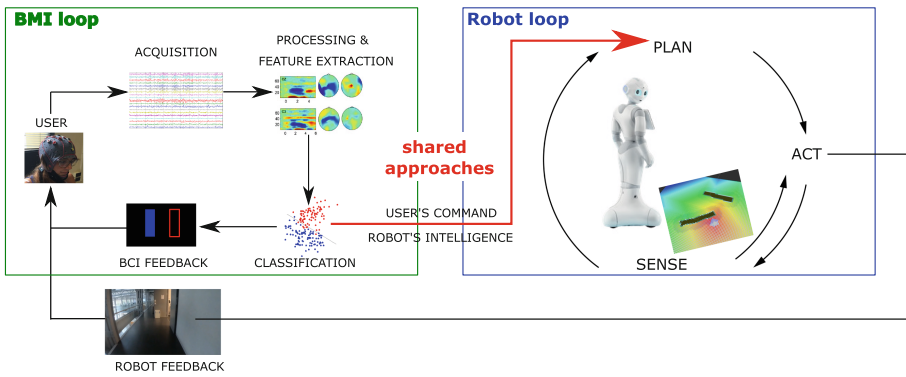 BMI loop
Robot loop
ACQUISITION
PROCESSING &
FEATURE EXTRACTION
USER
PLAN
shared
approaches
ACT
USER'S COMMAND
ROBOT'S INTELLIGENCE
BCI FEEDBACK
CLASSIFICATION
SENSE
ROBOT FEEDBACK